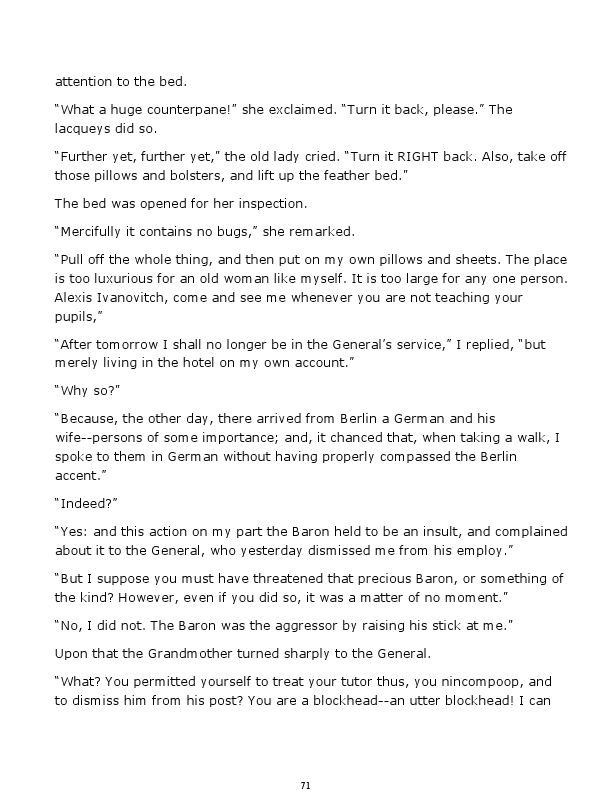 attention to the bed.
“What a huge counterpane!” she exclaimed. “Turn it back, please.” The
lacqueys did so.
“Further yet, further yet,” the old lady cried. “Turn it RIGHT back. Also, take off
those pillows and bolsters, and lift up the feather bed.”
The bed was opened for her inspection.
“Mercifully it contains no bugs,” she remarked.
“Pull off the whole thing, and then put on my own pillows and sheets. The place
is too luxurious for an old woman like myself. It is too large for any one person.
Alexis Ivanovitch, come and see me whenever you are not teaching your
pupils,”
“After tomorrow I shall no longer be in the General’s service,” I replied, “but
merely living in the hotel on my own account.”
“Why so?”
“Because, the other day, there arrived from Berlin a German and his
wife--persons of some importance; and, it chanced that, when taking a walk, I
spoke to them in German without having properly compassed the Berlin
accent.”
“Indeed?”
“Yes: and this action on my part the Baron held to be an insult, and complained
about it to the General, who yesterday dismissed me from his employ.”
“But I suppose you must have threatened that precious Baron, or something of
the kind? However, even if you did so, it was a matter of no moment.”
“No, I did not. The Baron was the aggressor by raising his stick at me.”
Upon that the Grandmother turned sharply to the General.
“What? You permitted yourself to treat your tutor thus, you nincompoop, and
to dismiss him from his post? You are a blockhead--an utter blockhead! I can
71